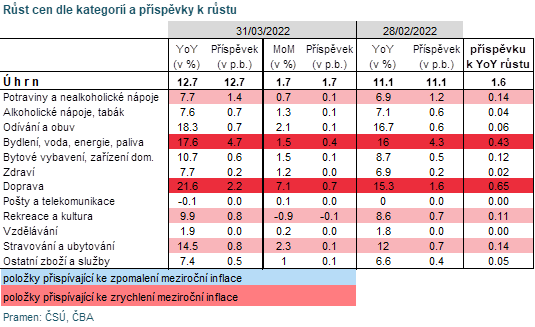 Růst cen dle kategorií a příspěvky k růstu
31/03/2022 28/02/2022
YoY Příspěvek MoM Příspěvek YoY Příspěvek příspěvku
(v %) (v p.b.) (v %) (v p.b.) (v %) (v p.b.) k YoY růstu
Úhrn 12.7 12.7 1.7 1.7 11.1 11.1 1.6
Potraviny a nealkoholické nápoje 7.7 1.4 0.7 0.1 6.9 1.2 0.14
Alkoholické nápoje, tabák 7.6 0.7 1.3 0.1 7.1 0.6 0.04
Odívání a obuv 18.3 0.7 2.1 0.1 16.7 0.6 0.06
Bydlení, voda, energie, paliva 17.6 4.7 1.5 0.4 16 4.3 0.43
Bytové vybavení, zařízení dom. 10.7 0.6 1.5 0.1 8.7 0.5 0.12
Zdraví 7.7 0.2 1.2 0.0 6.9 0.2 0.02
Doprava 21.6 2.2 7.1 0.7 15.3 1.6 0.65
Pošty a telekomunikace -0.1 0.0 0.1 0 0 0.0 0.00
Rekreace a kultura 9.9 0.8 -0.9 -0.1 8.6 0.7 0.11
Vzdělávání 1.9 0.0 0.2 0.0 1.8 0.0 0.00
Stravování a ubytování 14.5 0.8 2.3 0.1 12 0.7 0.14
Ostatní zboží a služby 7.4 0.5 1 0.1 6.6 0.4 0.05
položky přispívající ke zpomalení meziroční inflace
položky přispívající ke zrychlení meziroční inflace
Pramen: ČSÚ, ČBA